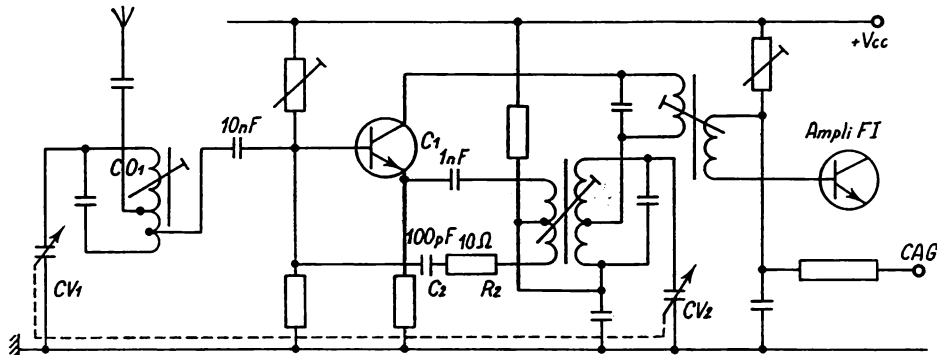 +Vcc
10nF
C1
1nF
Ampli FI
CO1
100pF 10Ω
C2
R2
CAG
CV1
CV2